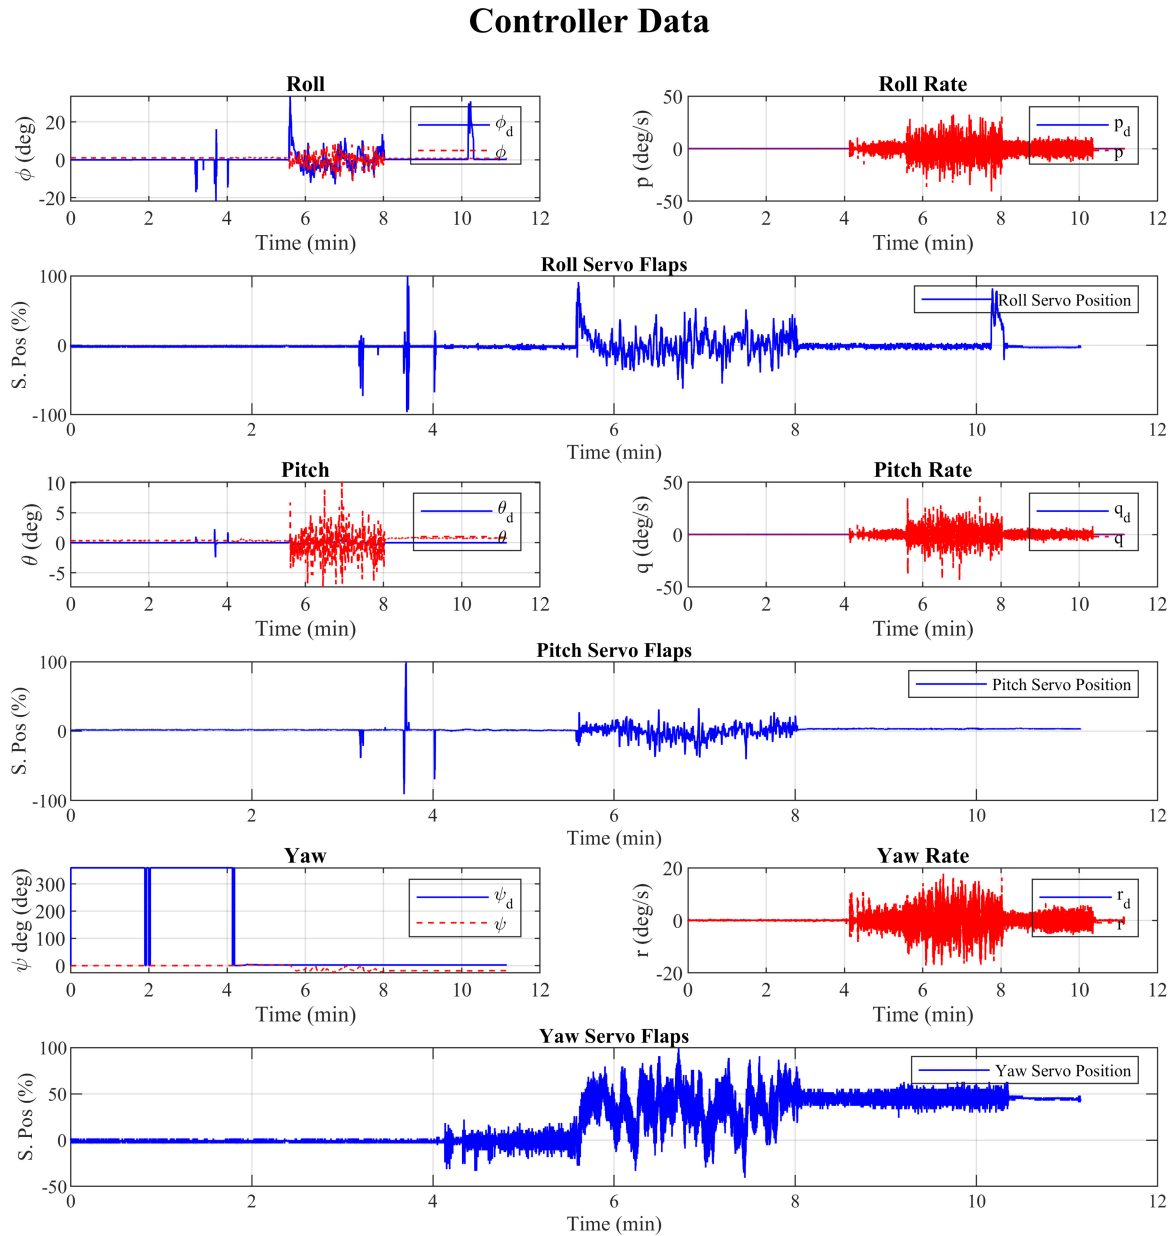 Controller Data
Roll
20
0
-20
ϕ (deg)
ϕd
ϕ
0 2 4 6 8 10 12
Time (min)
Roll Rate
50
0
-50
p (deg/s)
pd
p
0 2 4 6 8 10 12
Time (min)
Roll Servo Flaps
100
0
-100
S. Pos (%)
Roll Servo Position
0 2 4 6 8 10 12
Time (min)
Pitch
10
5
0
-5
θ (deg)
θd
θ
0 2 4 6 8 10 12
Time (min)
Pitch Rate
50
0
-50
q (deg/s)
qd
q
0 2 4 6 8 10 12
Time (min)
Pitch Servo Flaps
100
0
-100
S. Pos (%)
Pitch Servo Position
0 2 4 6 8 10 12
Time (min)
Yaw
300
200
100
0
ψ deg (deg)
ψd
ψ
0 2 4 6 8 10 12
Time (min)
Yaw Rate
20
0
-20
r (deg/s)
rd
r
0 2 4 6 8 10 12
Time (min)
Yaw Servo Flaps
100
50
0
-50
S. Pos (%)
Yaw Servo Position
0 2 4 6 8 10 12
Time (min)